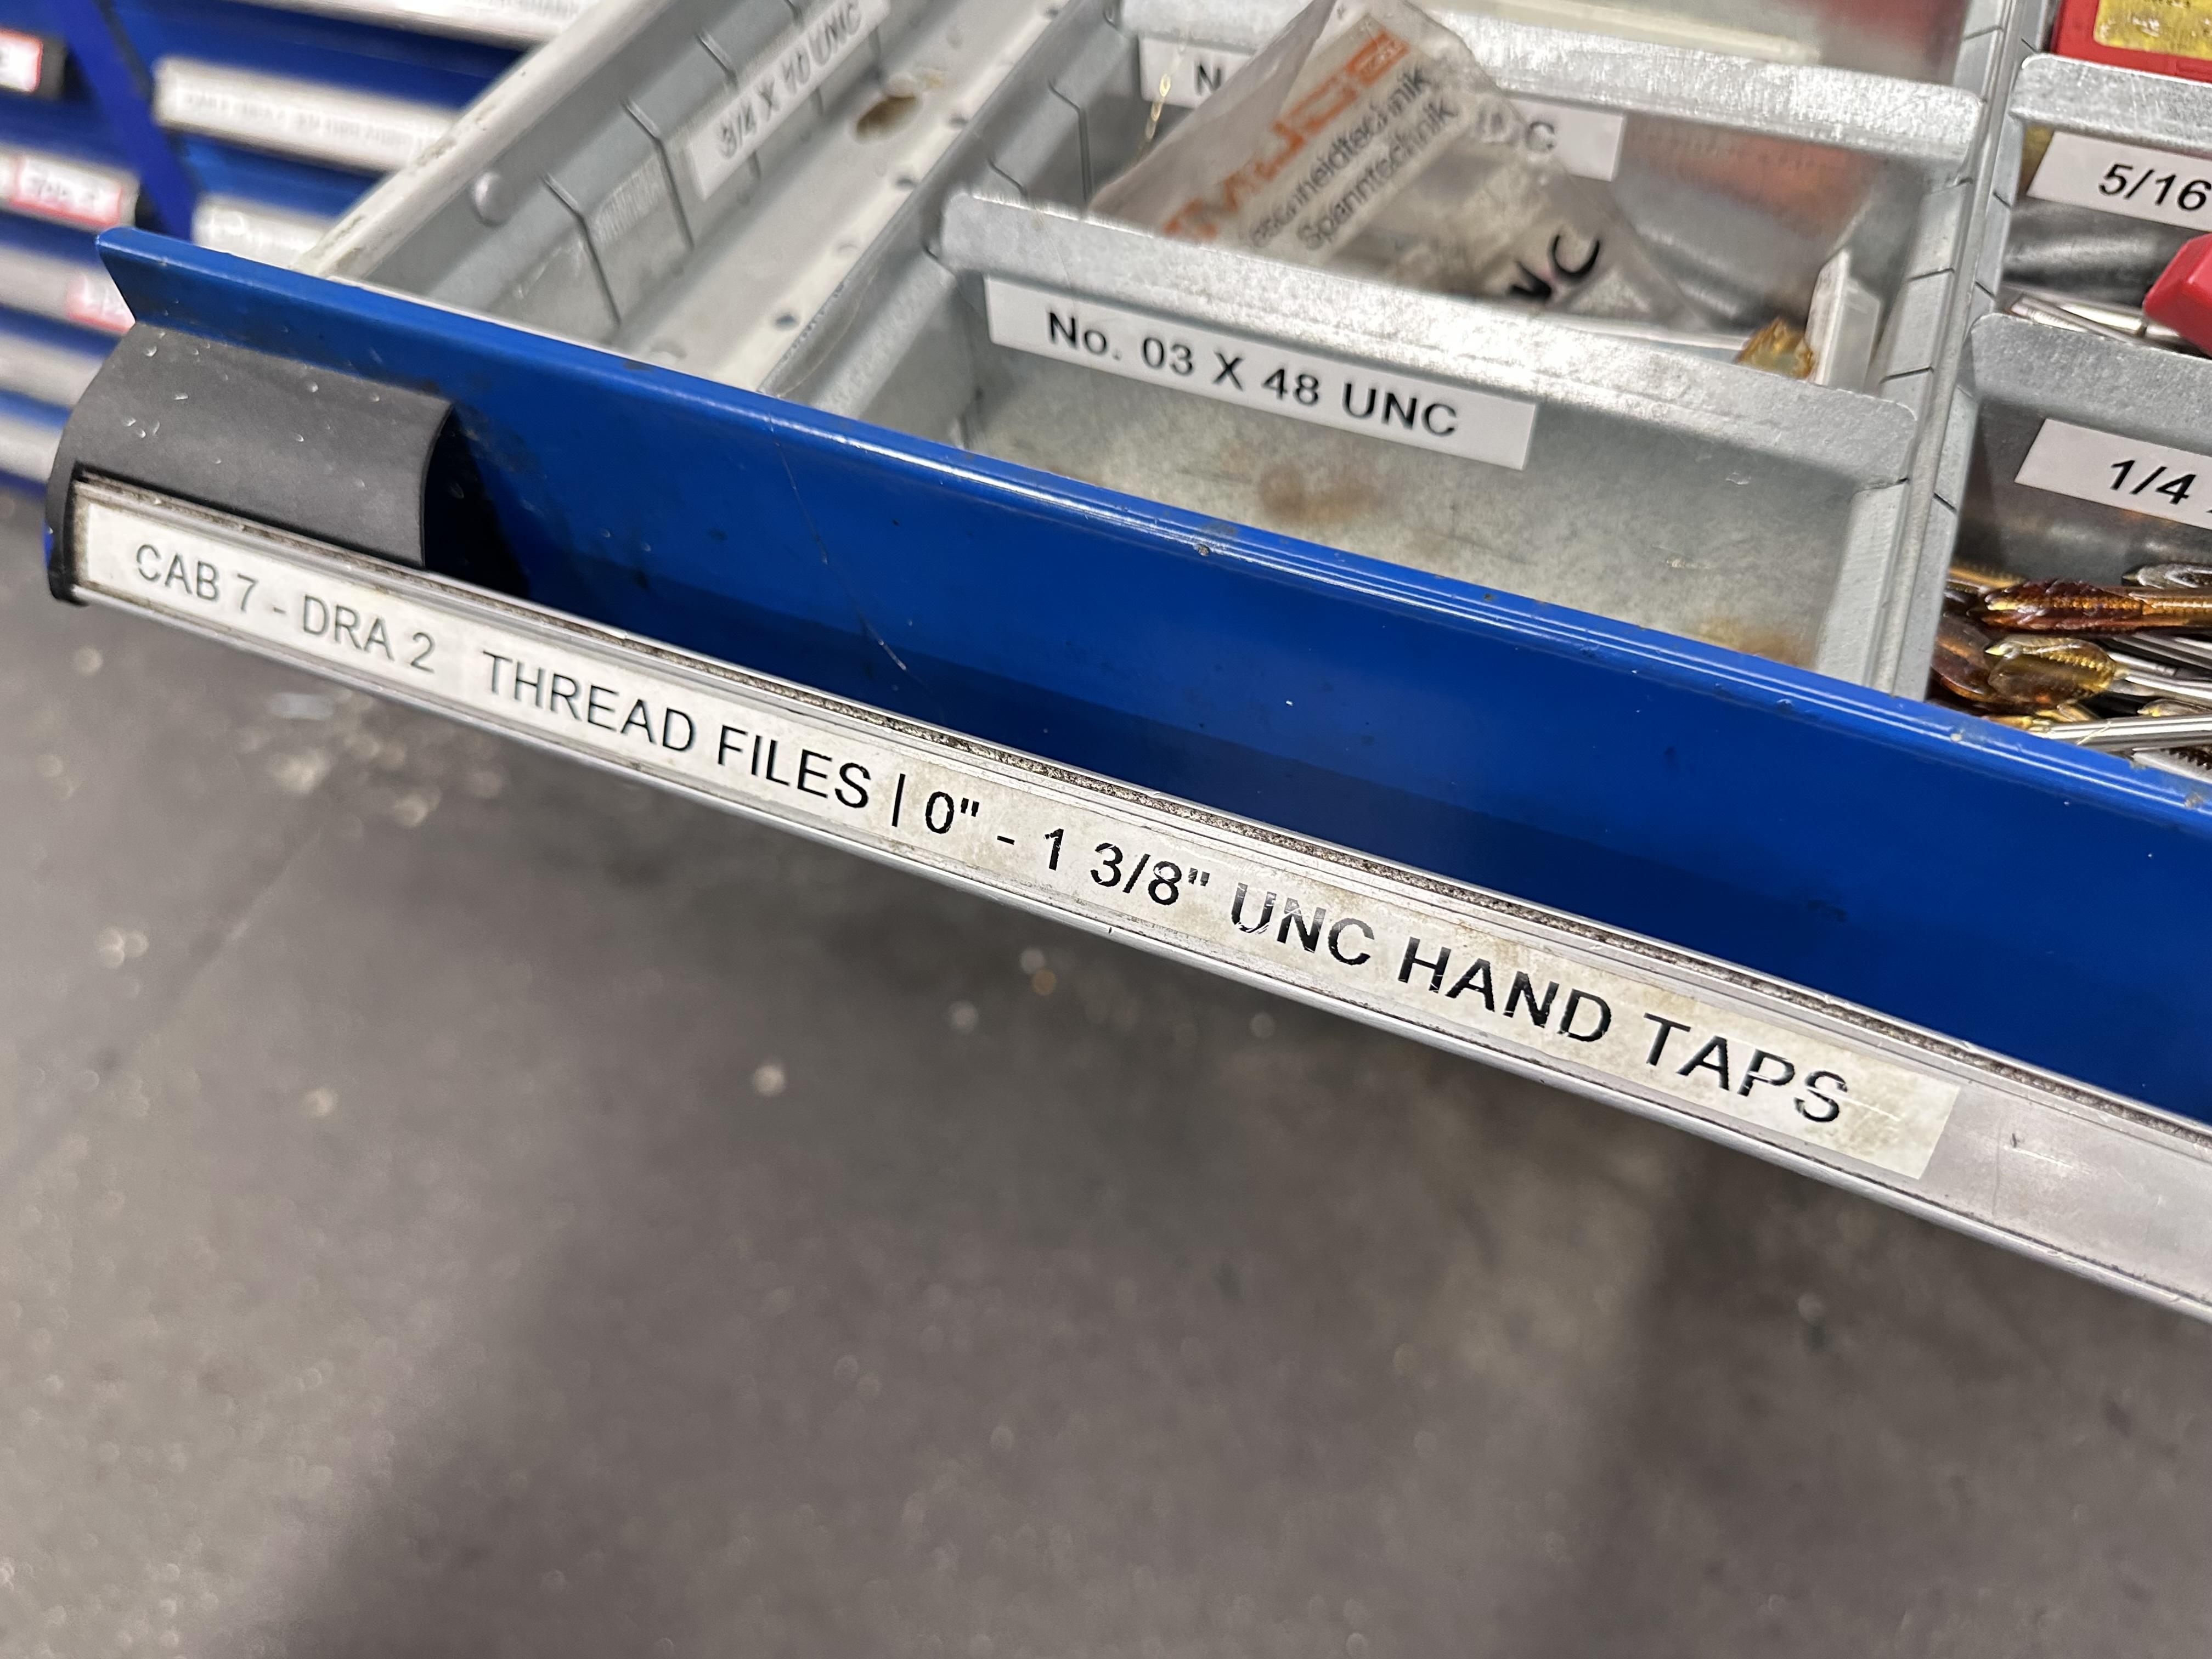 3/4 X 10 UNC
5/16
Spanntechnik
NC
No. 03 X 48 UNC
1/4
CAB 7 - DRA 2 THREAD FILES | 0" - 1 3/8" UNC HAND TAPS